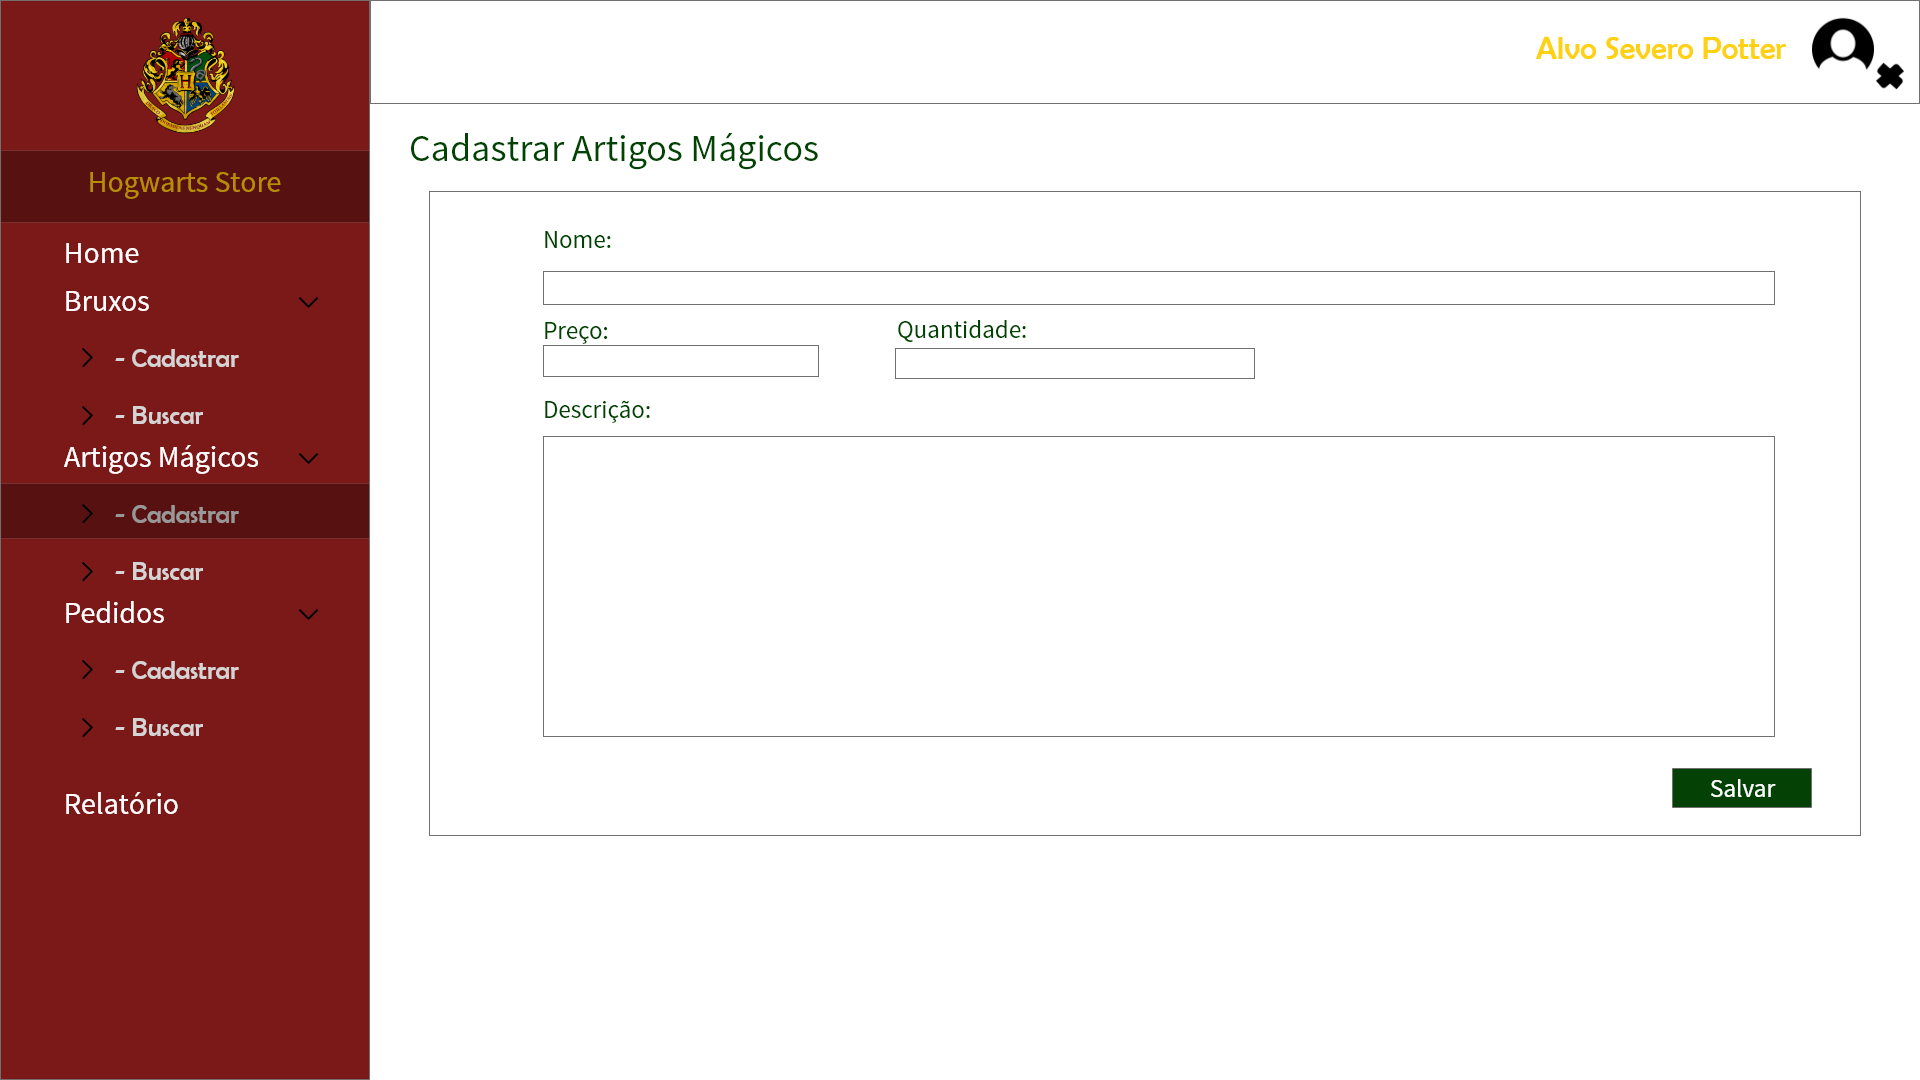 Alvo Severo Potter
Hogwarts Store
Home
Bruxos
- Cadastrar
- Buscar
Artigos Mágicos
- Cadastrar
- Buscar
Pedidos
- Cadastrar
- Buscar
Relatório
Cadastrar Artigos Mágicos
Nome:
Preço:
Quantidade:
Descrição:
Salvar